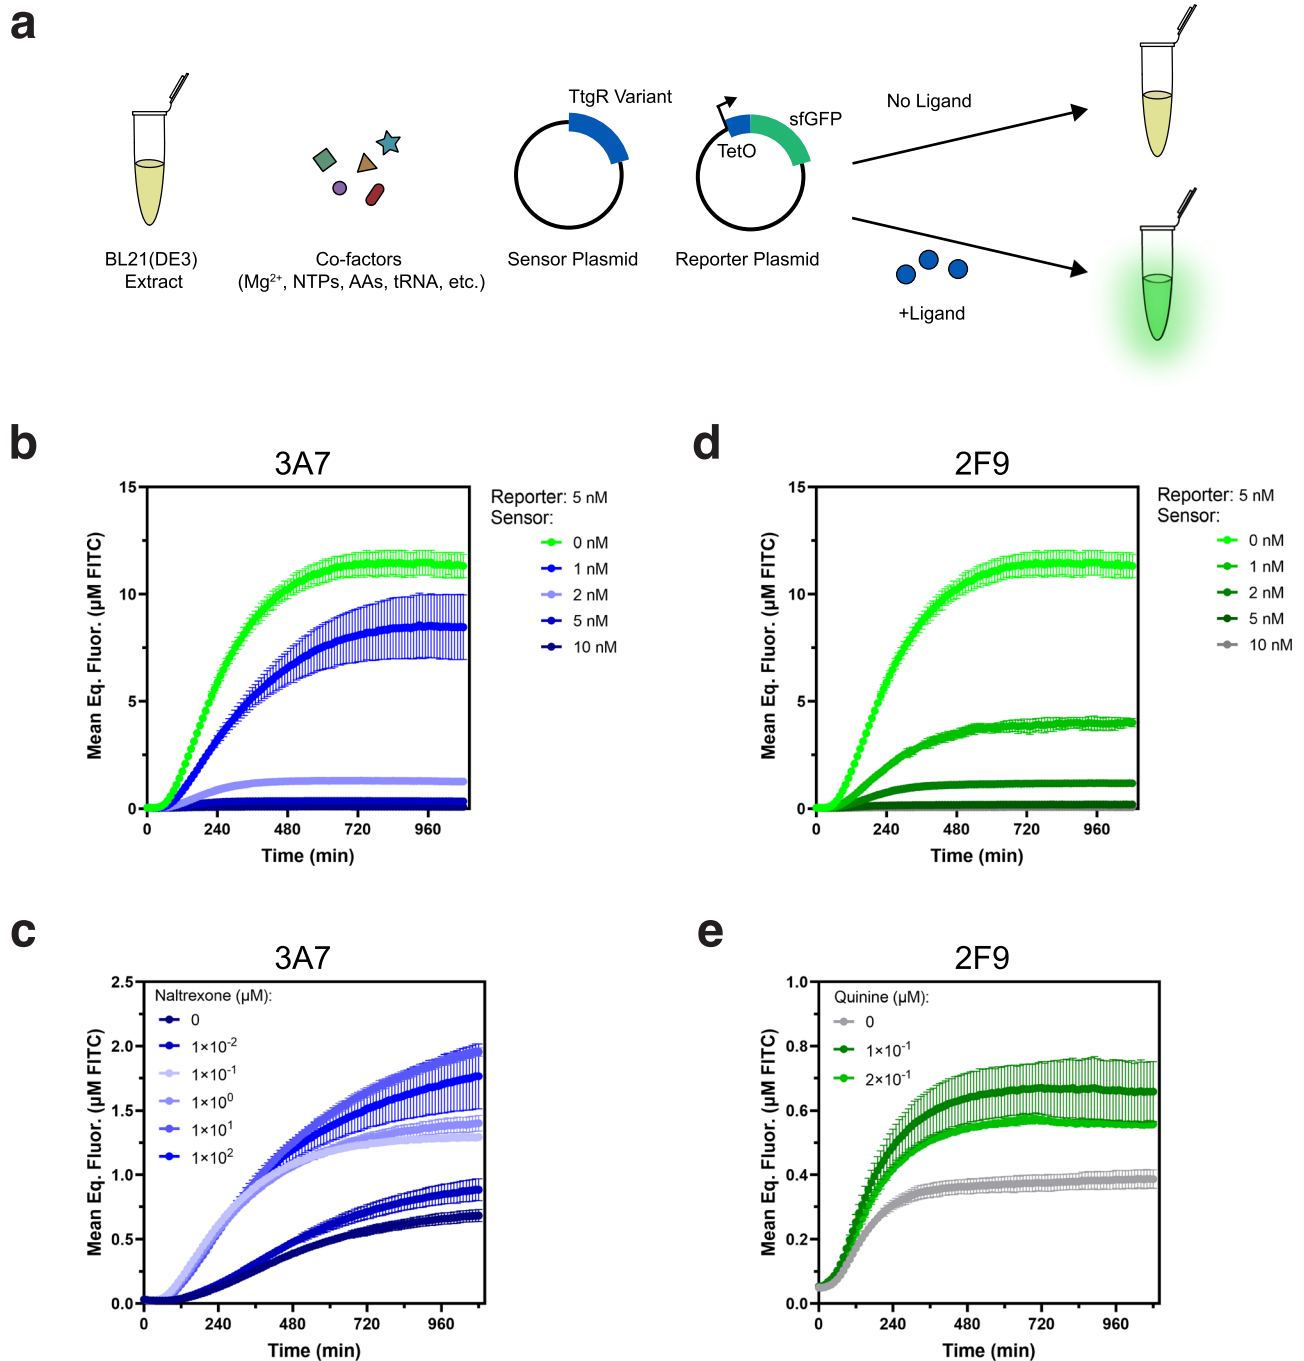 a
TtgR Variant
sfGFP
TetO
No Ligand
BL21(DE3)
Extract
Co-factors
(Mg²⁺, NTPs, AAs, tRNA, etc.)
Sensor Plasmid
Reporter Plasmid
+Ligand
b
3A7
Mean Eq. Fluor. (µM FITC)
15
10
5
0
0 240 480 720 960
Time (min)
Reporter: 5 nM
Sensor:
0 nM
1 nM
2 nM
5 nM
10 nM
d
2F9
Mean Eq. Fluor. (µM FITC)
15
10
5
0
0 240 480 720 960
Time (min)
Reporter: 5 nM
Sensor:
0 nM
1 nM
2 nM
5 nM
10 nM
c
3A7
Mean Eq. Fluor. (µM FITC)
2.5
2.0
1.5
1.0
0.5
0.0
Naltrexone (µM):
0
1×10⁻²
1×10⁻¹
1×10⁰
1×10¹
1×10²
0 240 480 720 960
Time (min)
e
2F9
Mean Eq. Fluor. (µM FITC)
1.0
0.8
0.6
0.4
0.2
0.0
Quinine (µM):
0
1×10⁻¹
2×10⁻¹
0 240 480 720 960
Time (min)